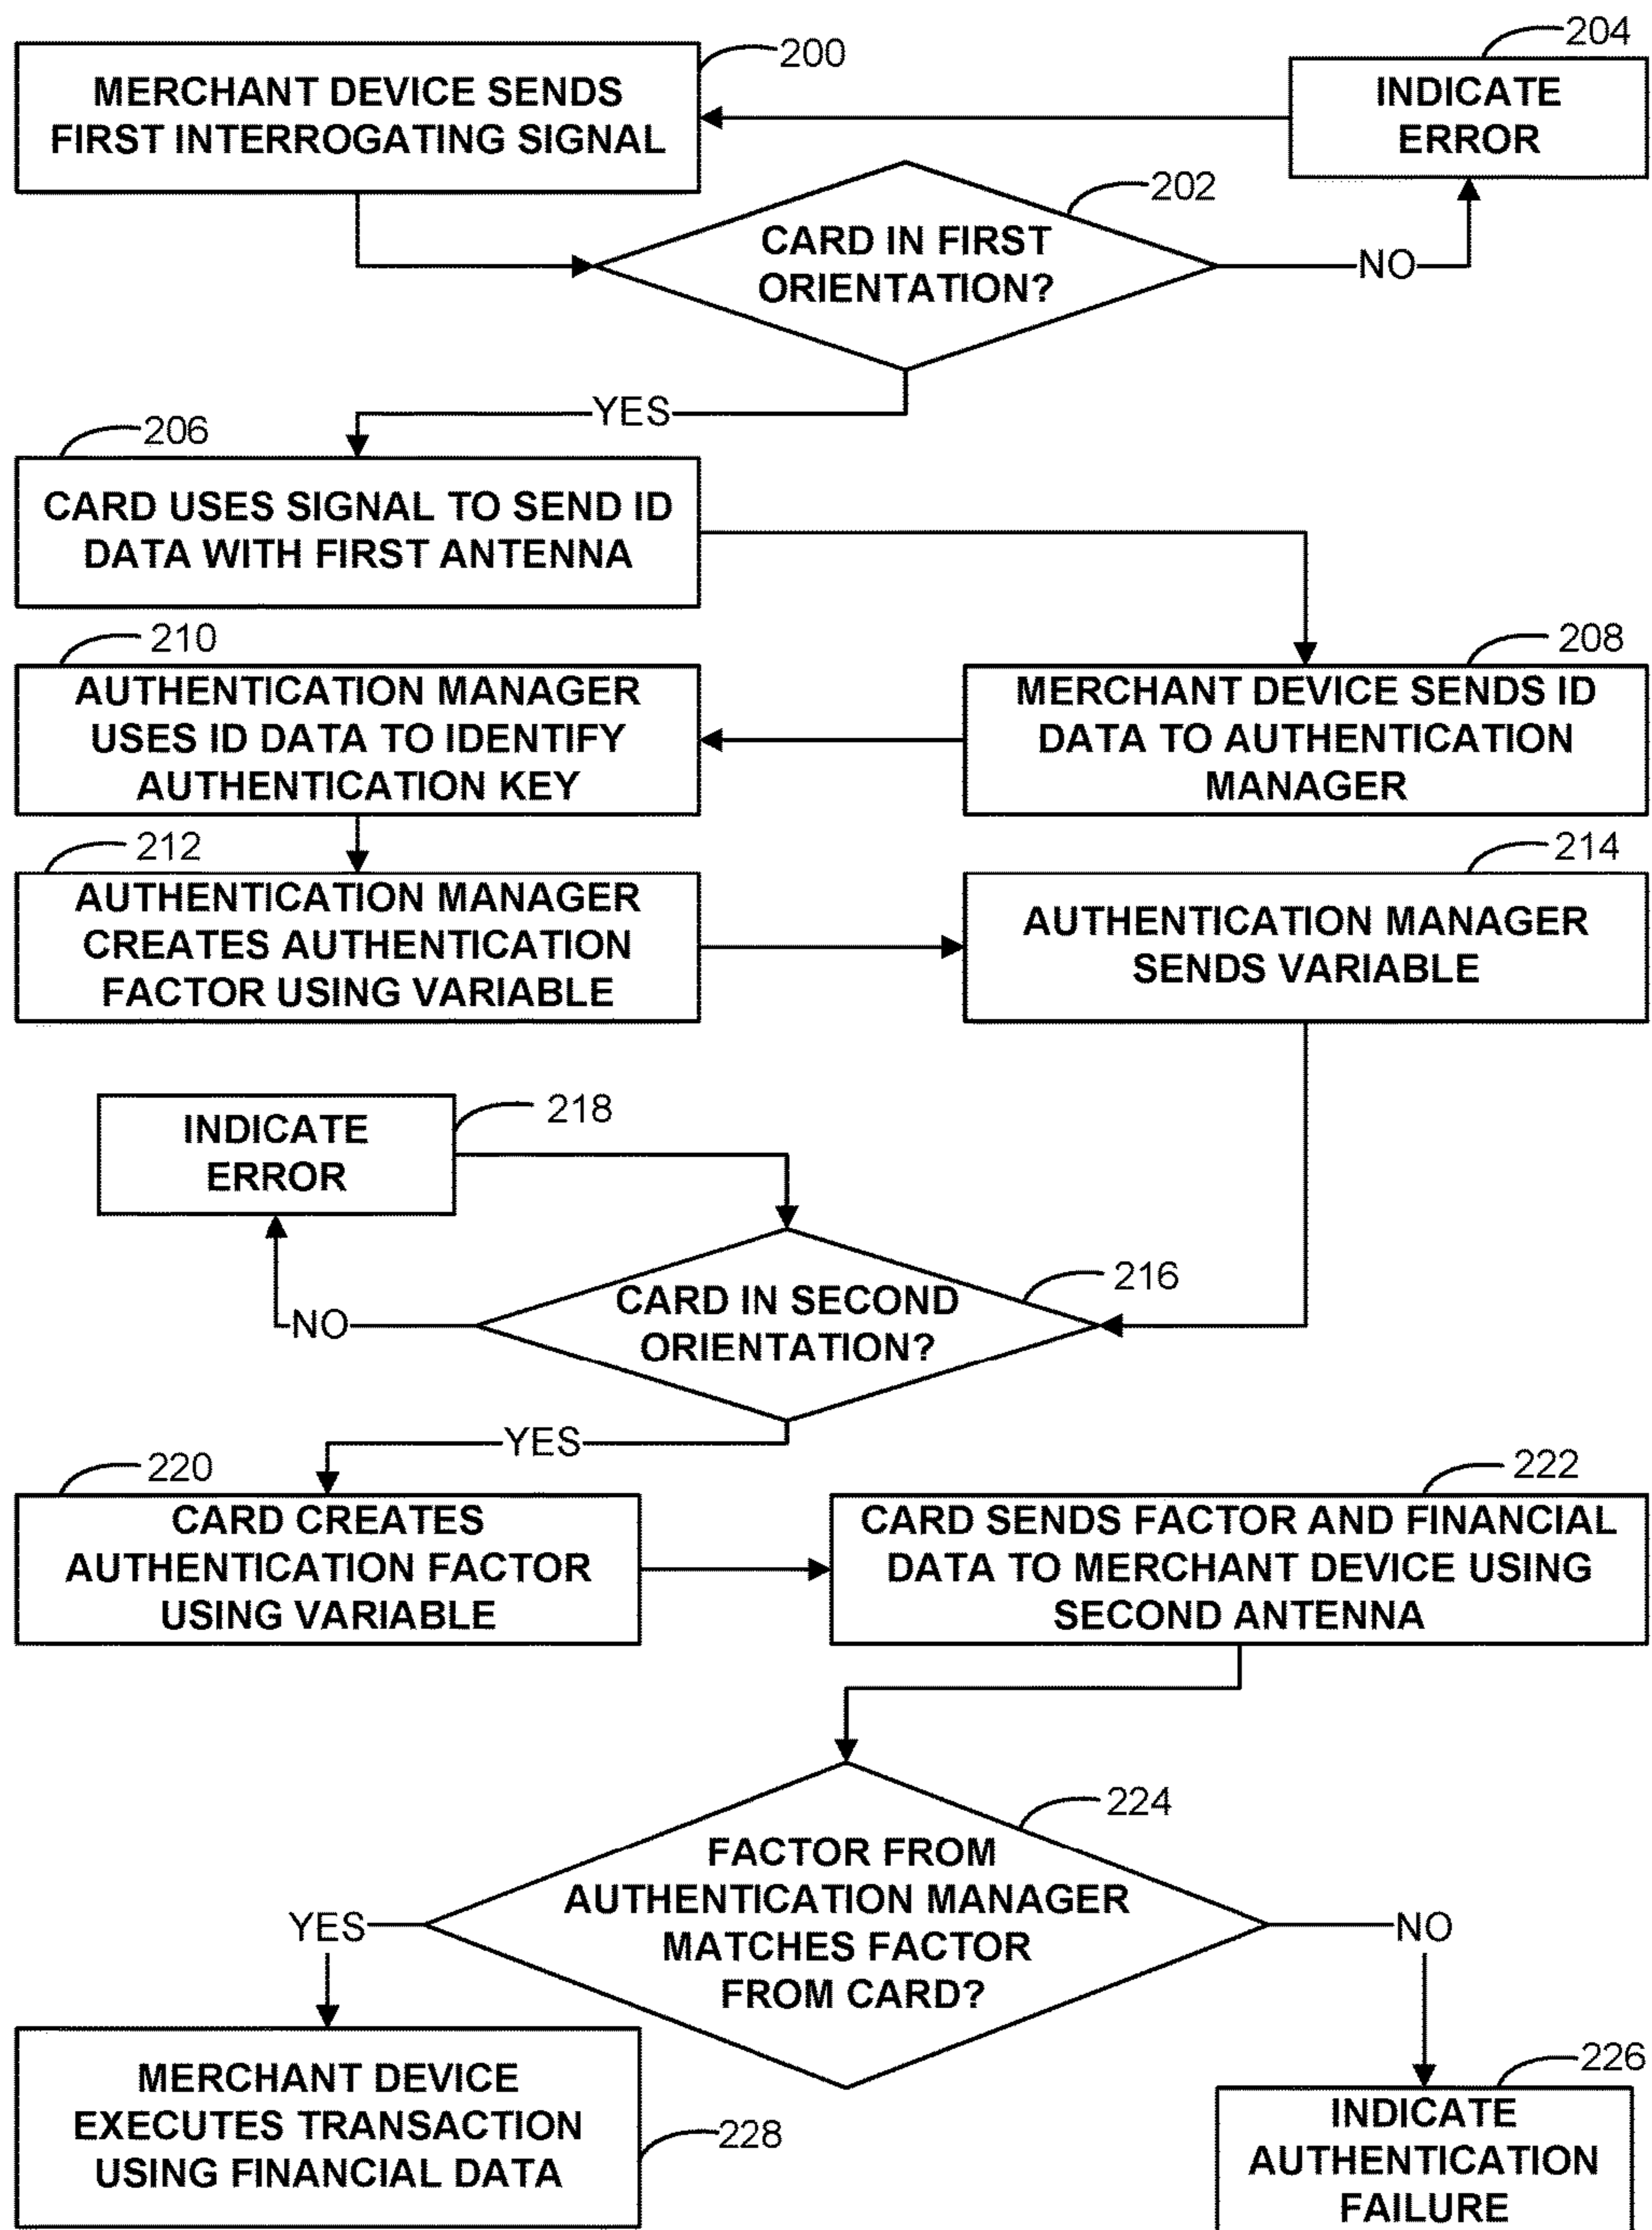 200
MERCHANT DEVICE SENDS
FIRST INTERROGATING SIGNAL
204
INDICATE
ERROR
202
CARD IN FIRST
ORIENTATION?
NO
YES
206
CARD USES SIGNAL TO SEND ID
DATA WITH FIRST ANTENNA
208
MERCHANT DEVICE SENDS ID
DATA TO AUTHENTICATION
MANAGER
210
AUTHENTICATION MANAGER
USES ID DATA TO IDENTIFY
AUTHENTICATION KEY
212
AUTHENTICATION MANAGER
CREATES AUTHENTICATION
FACTOR USING VARIABLE
214
AUTHENTICATION MANAGER
SENDS VARIABLE
218
INDICATE
ERROR
216
CARD IN SECOND
ORIENTATION?
NO
YES
220
CARD CREATES
AUTHENTICATION FACTOR
USING VARIABLE
222
CARD SENDS FACTOR AND FINANCIAL
DATA TO MERCHANT DEVICE USING
SECOND ANTENNA
224
FACTOR FROM
AUTHENTICATION MANAGER
MATCHES FACTOR
FROM CARD?
YES
NO
228
MERCHANT DEVICE
EXECUTES TRANSACTION
USING FINANCIAL DATA
226
INDICATE
AUTHENTICATION
FAILURE